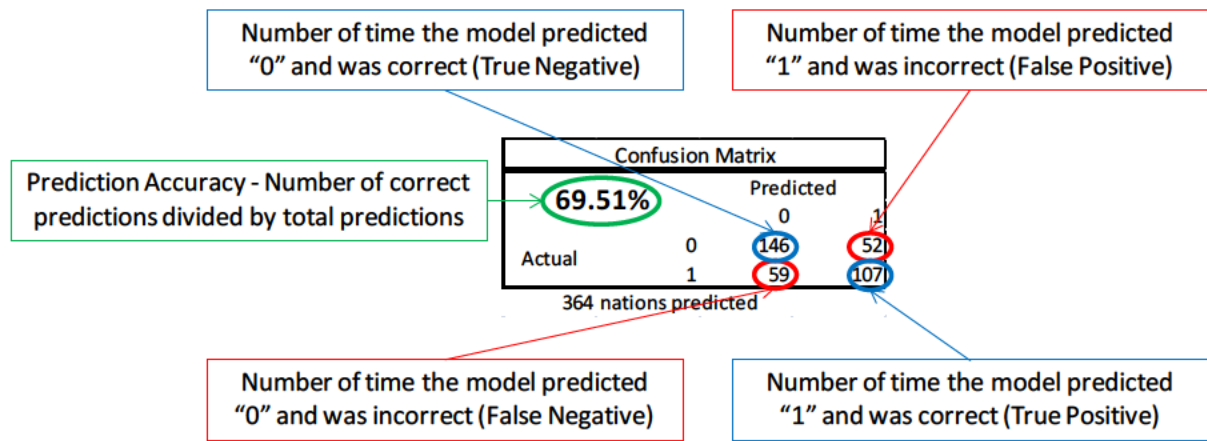 Number of time the model predicted
“0” and was correct (True Negative)
Number of time the model predicted
“1” and was incorrect (False Positive)
Prediction Accuracy - Number of correct
predictions divided by total predictions
Confusion Matrix
69.51%
Predicted
0 1
Actual
0 146 52
1 59 107
364 nations predicted
Number of time the model predicted
“0” and was incorrect (False Negative)
Number of time the model predicted
“1” and was correct (True Positive)